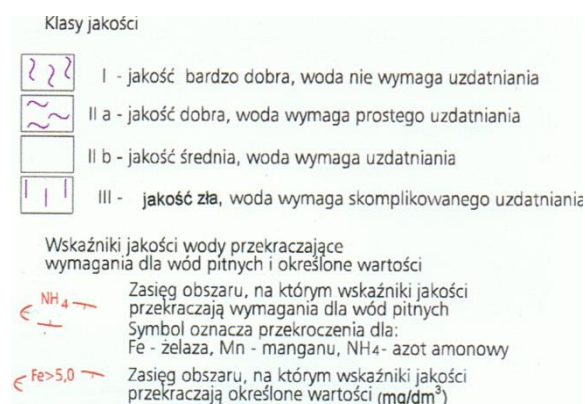 Klasy jakości
I - jakość bardzo dobra, woda nie wymaga uzdatniania
II a - jakość dobra, woda wymaga prostego uzdatniania
II b - jakość średnia, woda wymaga uzdatniania
III - jakość zła, woda wymaga skomplikowanego uzdatniania
Wskaźniki jakości wody przekraczające
wymagania dla wód pitnych i określone wartości
NH₄
Zasięg obszaru, na którym wskaźniki jakości
przekraczają wymagania dla wód pitnych
Symbol oznacza przekroczenia dla:
Fe - żelaza, Mn - manganu, NH₄- azot amonowy
Fe>5,0
Zasięg obszaru, na którym wskaźniki jakości
przekraczają określone wartości (mg/dm³)